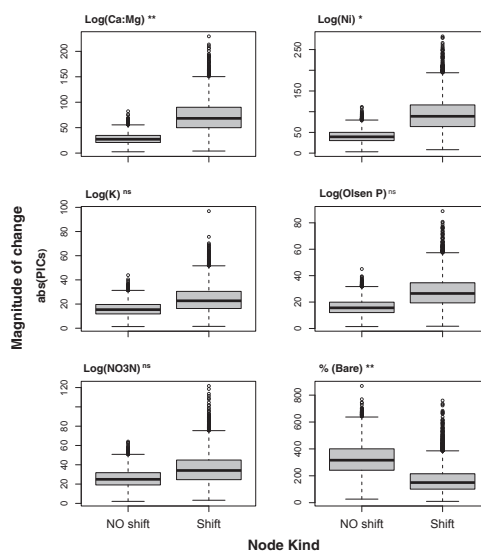 Log(Ca:Mg) **
Log(Ni) *
0 50 100 150 200
0 50 100 150 200 250
Log(K) ns
Log(Olsen P) ns
0 20 40 60 80 100
0 20 40 60 80
Log(NO3N) ns
% (Bare) **
0 20 40 60 80 120
0 200 400 600 800
NO shift Shift
NO shift Shift
Magnitude of change
abs(PICs)
Node Kind